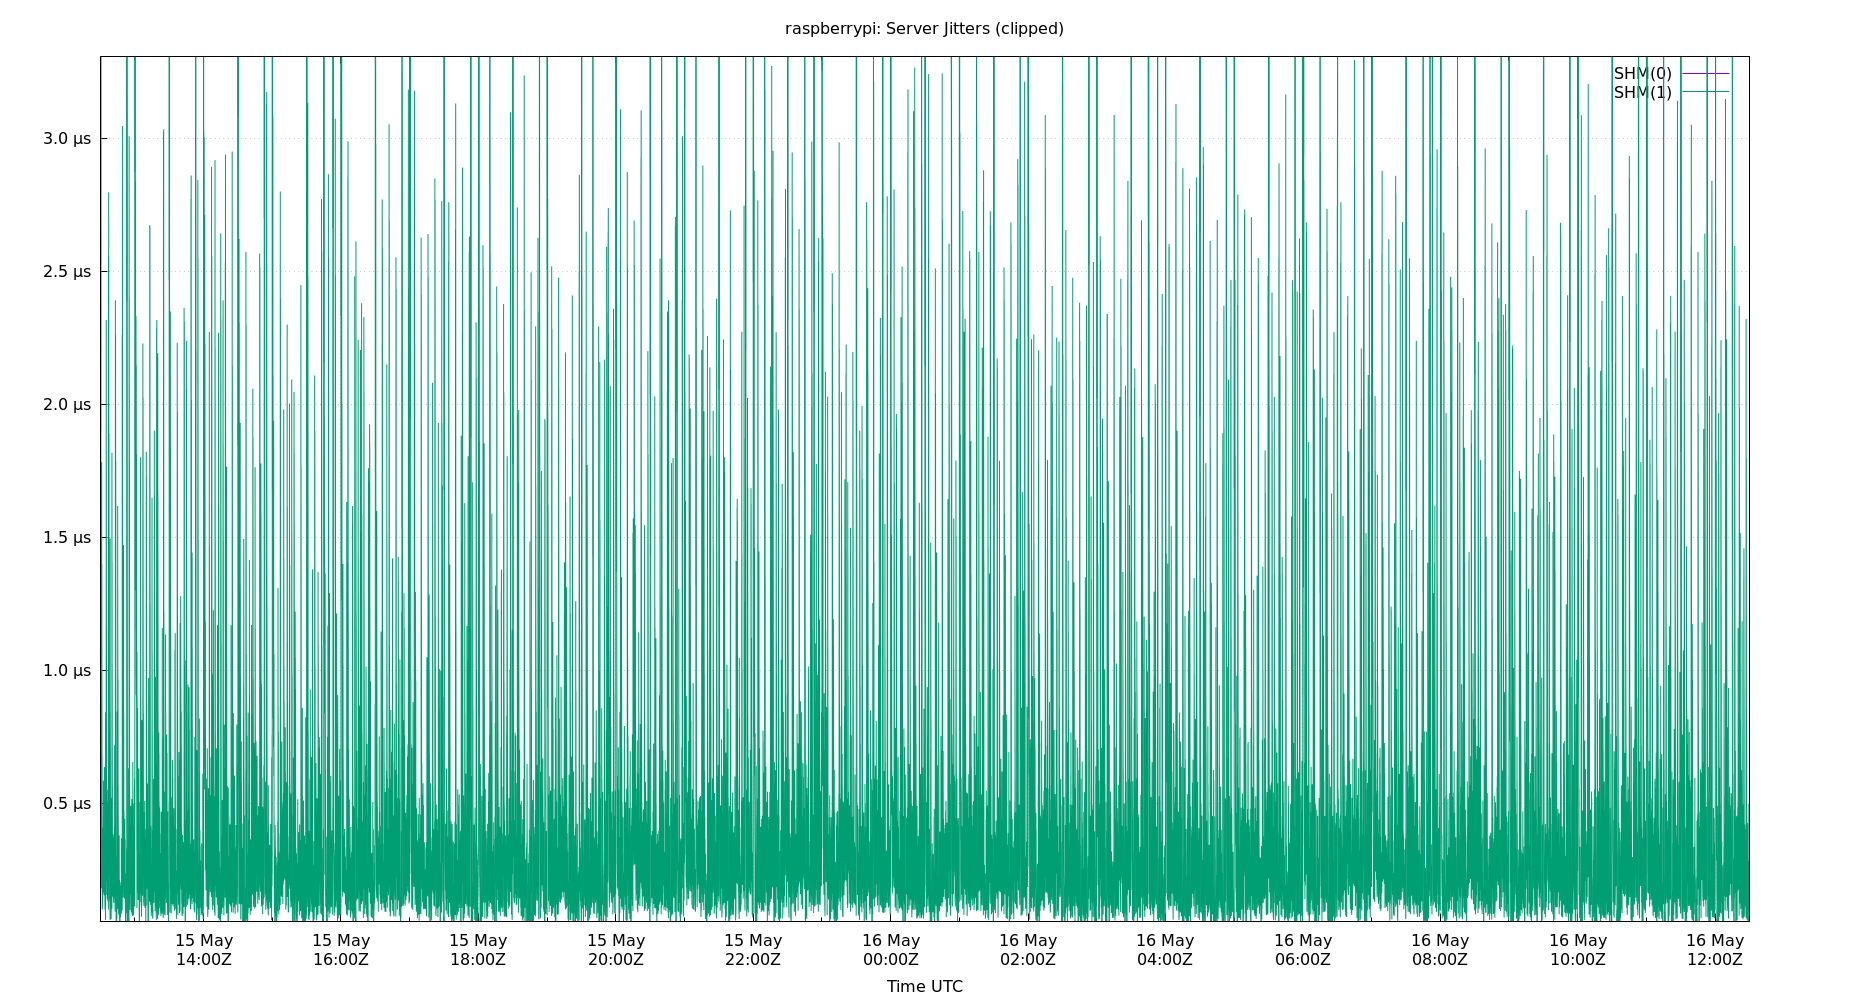 raspberrypi: Server Jitters (clipped)
SHM(0)
SHM(1)
3.0 µs
2.5 µs
2.0 µs
1.5 µs
1.0 µs
0.5 µs
15 May 15 May 15 May 15 May 15 May 16 May 16 May 16 May 16 May 16 May 16 May 16 May
14:00Z 16:00Z 18:00Z 20:00Z 22:00Z 00:00Z 02:00Z 04:00Z 06:00Z 08:00Z 10:00Z 12:00Z
Time UTC